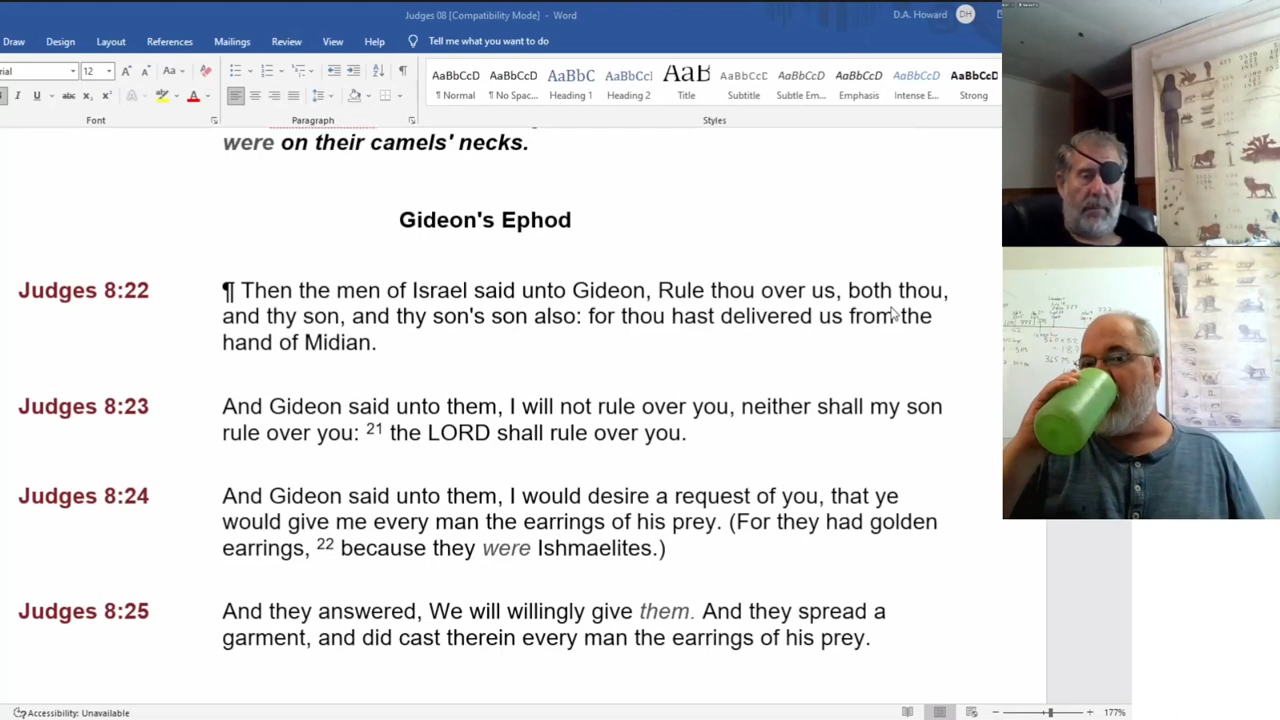 Judges 08 [Compatibility Mode] - Word
D.A. Howard DH
Draw Design Layout References Mailings Review View Help Tell me what you want to do
rial 12 Aa
I U abc x₂ x² A A
AaBbCcD AaBbCcD AaBbC AaBbCcl AaB AaBbCcD AaBbCcD AaBbCcD AaBbCcD AaBbCcD
¶ Normal ¶ No Spac... Heading 1 Heading 2 Title Subtitle Subtle Em... Emphasis Intense E... Strong
Font Paragraph Styles
were on their camels' necks.
Gideon's Ephod
Judges 8:22 ¶ Then the men of Israel said unto Gideon, Rule thou over us, both thou,
and thy son, and thy son's son also: for thou hast delivered us from the
hand of Midian.
Judges 8:23 And Gideon said unto them, I will not rule over you, neither shall my son
rule over you: 21 the LORD shall rule over you.
Judges 8:24 And Gideon said unto them, I would desire a request of you, that ye
would give me every man the earrings of his prey. (For they had golden
earrings, 22 because they were Ishmaelites.)
Judges 8:25 And they answered, We will willingly give them. And they spread a
garment, and did cast therein every man the earrings of his prey.
Accessibility: Unavailable
177%